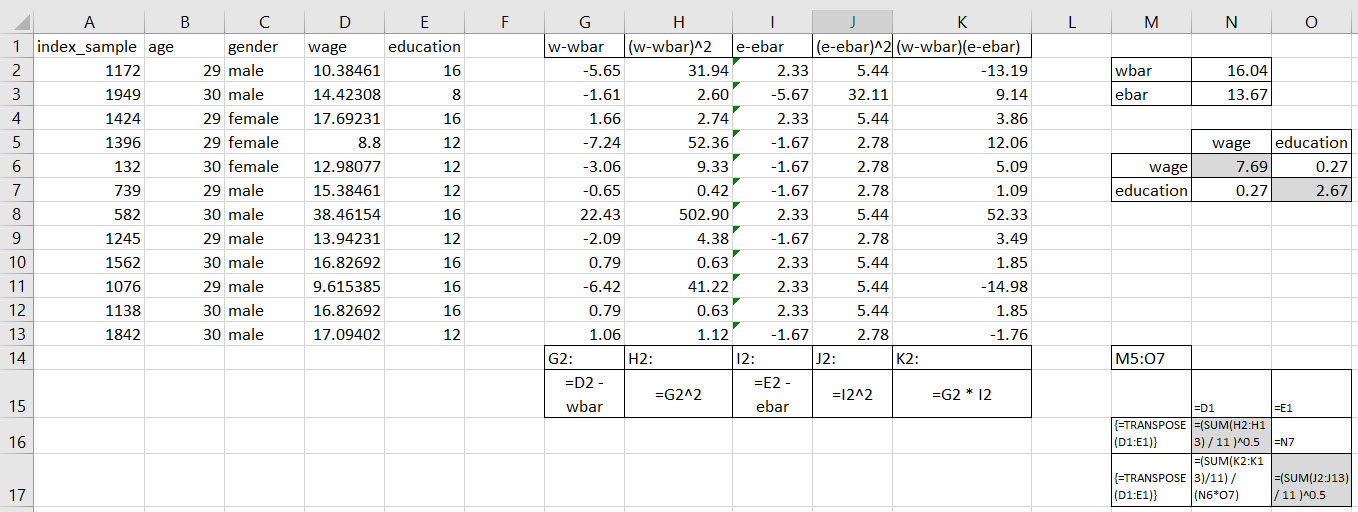 A B C D E F G H I J K L M N O
1 index_sample age gender wage education w-wbar (w-wbar)^2 e-ebar (e-ebar)^2 (w-wbar)(e-ebar)
2 1172 29 male 10.38461 16 -5.65 31.94 2.33 5.44 -13.19 wbar 16.04
3 1949 30 male 14.42308 8 -1.61 2.60 -5.67 32.11 9.14 ebar 13.67
4 1424 29 female 17.69231 16 1.66 2.74 2.33 5.44 3.86
5 1396 29 female 8.8 12 -7.24 52.36 -1.67 2.78 12.06 wage education
6 132 30 female 12.98077 12 -3.06 9.33 -1.67 2.78 5.09 wage 7.69 0.27
7 739 29 male 15.38461 12 -0.65 0.42 -1.67 2.78 1.09 education 0.27 2.67
8 582 30 male 38.46154 16 22.43 502.90 2.33 5.44 52.33
9 1245 29 male 13.94231 12 -2.09 4.38 -1.67 2.78 3.49
10 1562 30 male 16.82692 16 0.79 0.63 2.33 5.44 1.85
11 1076 29 male 9.615385 16 -6.42 41.22 2.33 5.44 -14.98
12 1138 30 male 16.82692 16 0.79 0.63 2.33 5.44 1.85
13 1842 30 male 17.09402 12 1.06 1.12 -1.67 2.78 -1.76
14 G2: H2: I2: J2: K2: M5:O7
15 =D2 -
wbar =G2^2 =E2 -
ebar =I2^2 =G2 * I2 =D1 =E1
16 {=TRANSPOSE
(D1:E1)} =(SUM(H2:H1
3) / 11 )^0.5 =N7
17 {=TRANSPOSE
(D1:E1)} =(SUM(K2:K1
3)/11) /
(N6*O7) =(SUM(J2:J13)
/ 11 )^0.5